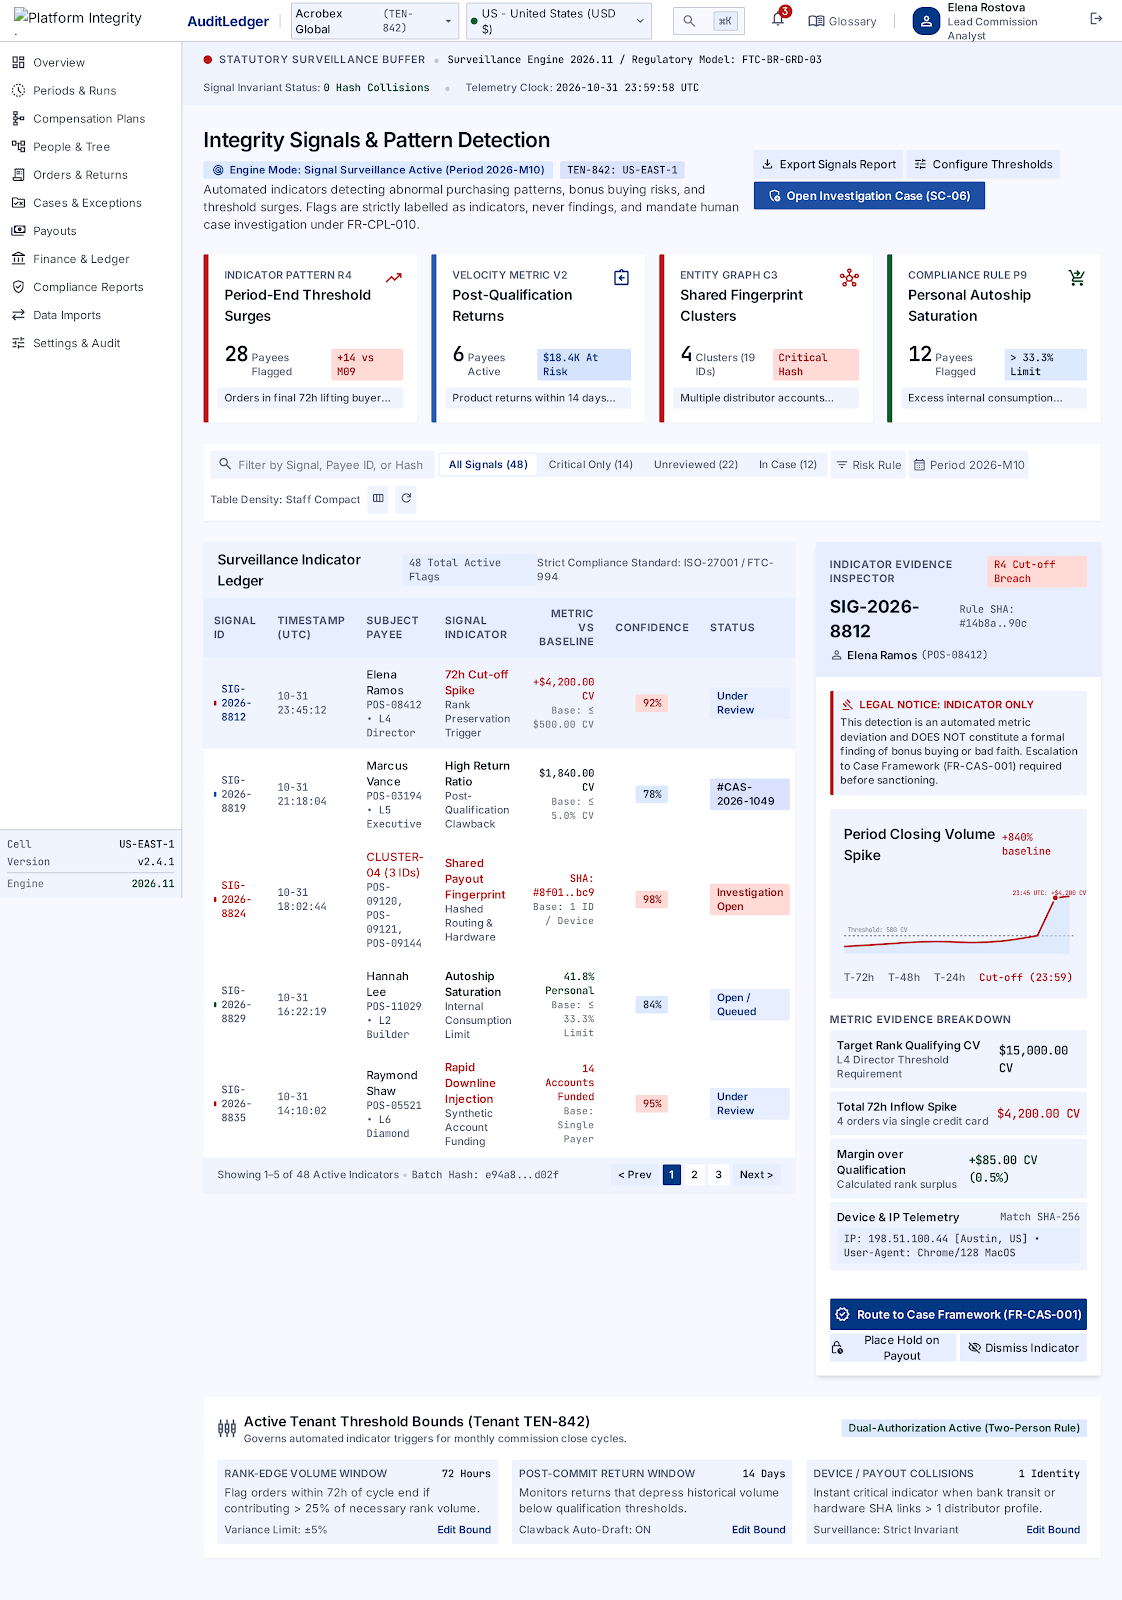 Platform Integrity
AuditLedger
Acrobex Global
(TEN-842)
US - United States (USD $)
⌘K
3
Glossary
Elena Rostova
Lead Commission Analyst
Overview
Periods & Runs
Compensation Plans
People & Tree
Orders & Returns
Cases & Exceptions
Payouts
Finance & Ledger
Compliance Reports
Data Imports
Settings & Audit
Cell US-EAST-1
Version v2.4.1
Engine 2026.11
STATUTORY SURVEILLANCE BUFFER
Surveillance Engine 2026.11 / Regulatory Model: FTC-BR-GRD-03
Signal Invariant Status: 0 Hash Collisions
Telemetry Clock: 2026-10-31 23:59:58 UTC
Integrity Signals & Pattern Detection
Engine Mode: Signal Surveillance Active (Period 2026-M10)
TEN-842: US-EAST-1
Automated indicators detecting abnormal purchasing patterns, bonus buying risks, and
threshold surges. Flags are strictly labelled as indicators, never findings, and mandate human
case investigation under FR-CPL-010.
Export Signals Report
Configure Thresholds
Open Investigation Case (SC-06)
INDICATOR PATTERN R4
Period-End Threshold
Surges
28 Payees Flagged
+14 vs M09
Orders in final 72h lifting buyer...
VELOCITY METRIC V2
Post-Qualification
Returns
6 Payees Active
$18.4K At Risk
Product returns within 14 days...
ENTITY GRAPH C3
Shared Fingerprint
Clusters
4 Clusters (19 IDs)
Critical Hash
Multiple distributor accounts...
COMPLIANCE RULE P9
Personal Autoship
Saturation
12 Payees Flagged
> 33.3% Limit
Excess internal consumption...
Filter by Signal, Payee ID, or Hash
All Signals (48)
Critical Only (14)
Unreviewed (22)
In Case (12)
Risk Rule
Period 2026-M10
Table Density: Staff Compact
Surveillance Indicator
Ledger
48 Total Active
Flags
Strict Compliance Standard: ISO-27001 / FTC-
994
SIGNAL ID
TIMESTAMP (UTC)
SUBJECT PAYEE
SIGNAL INDICATOR
METRIC VS BASELINE
CONFIDENCE
STATUS
SIG-2026-8812
10-31 23:45:12
Elena Ramos
POS-08412 • L4 Director
72h Cut-off Spike
Rank Preservation Trigger
+$4,200.00 CV
Base: ≤ $500.00 CV
92%
Under Review
SIG-2026-8819
10-31 21:18:04
Marcus Vance
POS-03194 • L5 Executive
High Return Ratio
Post-Qualification Clawback
$1,840.00 CV
Base: ≤ 5.0% CV
78%
#CAS-2026-1049
SIG-2026-8824
10-31 18:02:44
CLUSTER-04 (3 IDs)
POS-09120, POS-09121, POS-09144
Shared Payout Fingerprint
Hashed Routing & Hardware
SHA: #8f01..bc9
Base: 1 ID / Device
98%
Investigation Open
SIG-2026-8829
10-31 16:22:19
Hannah Lee
POS-11029 • L2 Builder
Autoship Saturation
Internal Consumption Limit
41.8% Personal
Base: ≤ 33.3% Limit
84%
Open / Queued
SIG-2026-8835
10-31 14:10:02
Raymond Shaw
POS-05521 • L6 Diamond
Rapid Downline Injection
Synthetic Account Funding
14 Accounts Funded
Base: Single Payer
95%
Under Review
Showing 1–5 of 48 Active Indicators • Batch Hash: e94a8...d02f
< Prev
1
2
3
Next >
INDICATOR EVIDENCE
INSPECTOR
R4 Cut-off
Breach
SIG-2026-
8812
Rule SHA:
#14b8a..90c
Elena Ramos (POS-08412)
LEGAL NOTICE: INDICATOR ONLY
This detection is an automated metric
deviation and DOES NOT constitute a formal
finding of bonus buying or bad faith. Escalation
to Case Framework (FR-CAS-001) required
before sanctioning.
Period Closing Volume
Spike
+840%
baseline
23:45 UTC: +$4,200 CV
Threshold: 500 CV
T-72h
T-48h
T-24h
Cut-off (23:59)
METRIC EVIDENCE BREAKDOWN
Target Rank Qualifying CV
L4 Director Threshold
Requirement
$15,000.00
CV
Total 72h Inflow Spike
4 orders via single credit card
$4,200.00 CV
Margin over
Qualification
Calculated rank surplus
+$85.00 CV
(0.5%)
Device & IP Telemetry
Match SHA-256
IP: 198.51.100.44 [Austin, US] •
User-Agent: Chrome/128 MacOS
Route to Case Framework (FR-CAS-001)
Place Hold on
Payout
Dismiss Indicator
Active Tenant Threshold Bounds (Tenant TEN-842)
Governs automated indicator triggers for monthly commission close cycles.
Dual-Authorization Active (Two-Person Rule)
RANK-EDGE VOLUME WINDOW
72 Hours
Flag orders within 72h of cycle end if
contributing > 25% of necessary rank volume.
Variance Limit: ±5%
Edit Bound
POST-COMMIT RETURN WINDOW
14 Days
Monitors returns that depress historical volume
below qualification thresholds.
Clawback Auto-Draft: ON
Edit Bound
DEVICE / PAYOUT COLLISIONS
1 Identity
Instant critical indicator when bank transit or
hardware SHA links > 1 distributor profile.
Surveillance: Strict Invariant
Edit Bound